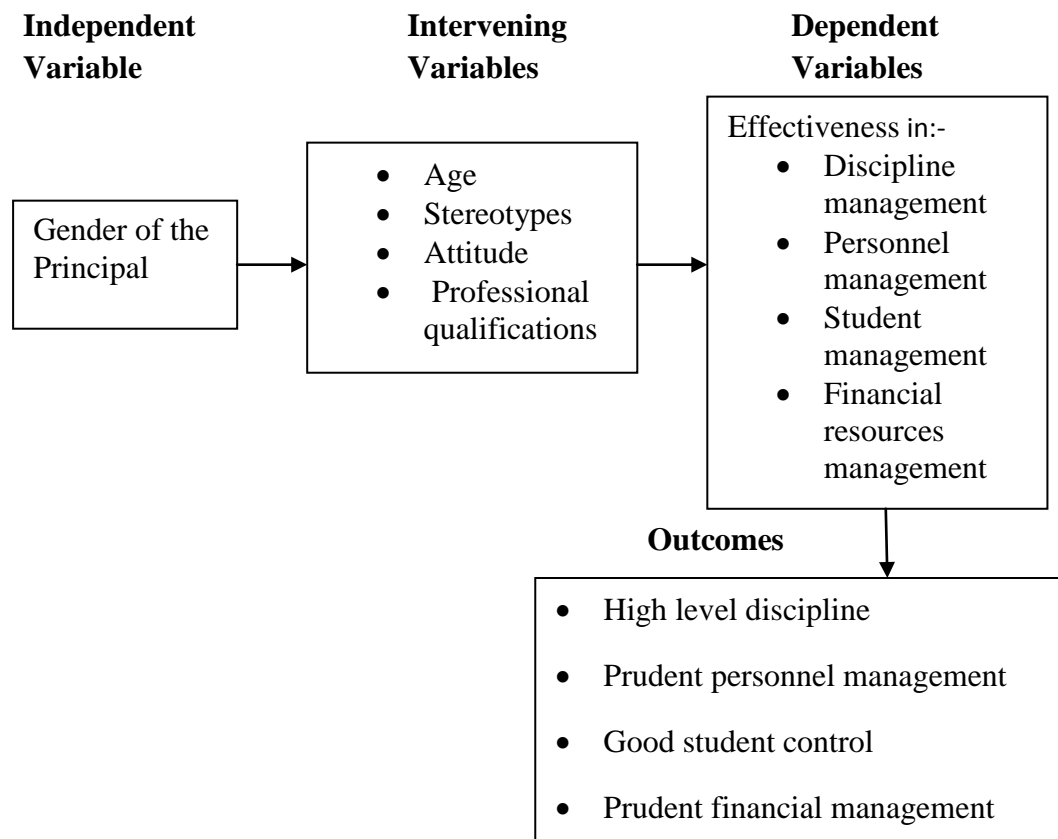 Independent
Variable
Intervening
Variables
Dependent
Variables
Gender of the
Principal
• Age
• Stereotypes
• Attitude
• Professional
qualifications
Effectiveness in:-
• Discipline
management
• Personnel
management
• Student
management
• Financial
resources
management
Outcomes
• High level discipline
• Prudent personnel management
• Good student control
• Prudent financial management